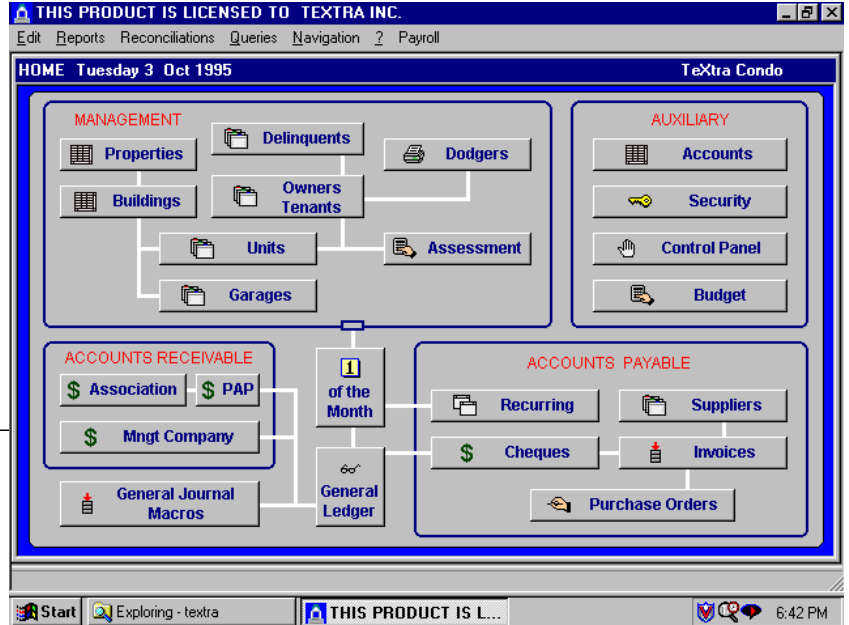 THIS PRODUCT IS LICENSED TO TEXTRA INC.
Edit Reports Reconciliations Queries Navigation ? Payroll
HOME Tuesday 3 Oct 1995 TeXtra Condo
MANAGEMENT
Properties
Delinquents
Dodgers
Buildings
Owners
Tenants
Units
Assessment
Garages
AUXILIARY
Accounts
Security
Control Panel
Budget
ACCOUNTS RECEIVABLE
$ Association
$ PAP
$ Mngt Company
General Journal
Macros
1
of the
Month
General
Ledger
ACCOUNTS PAYABLE
Recurring
Suppliers
$ Cheques
Invoices
Purchase Orders
Start Exploring - textra THIS PRODUCT IS L... 6:42 PM